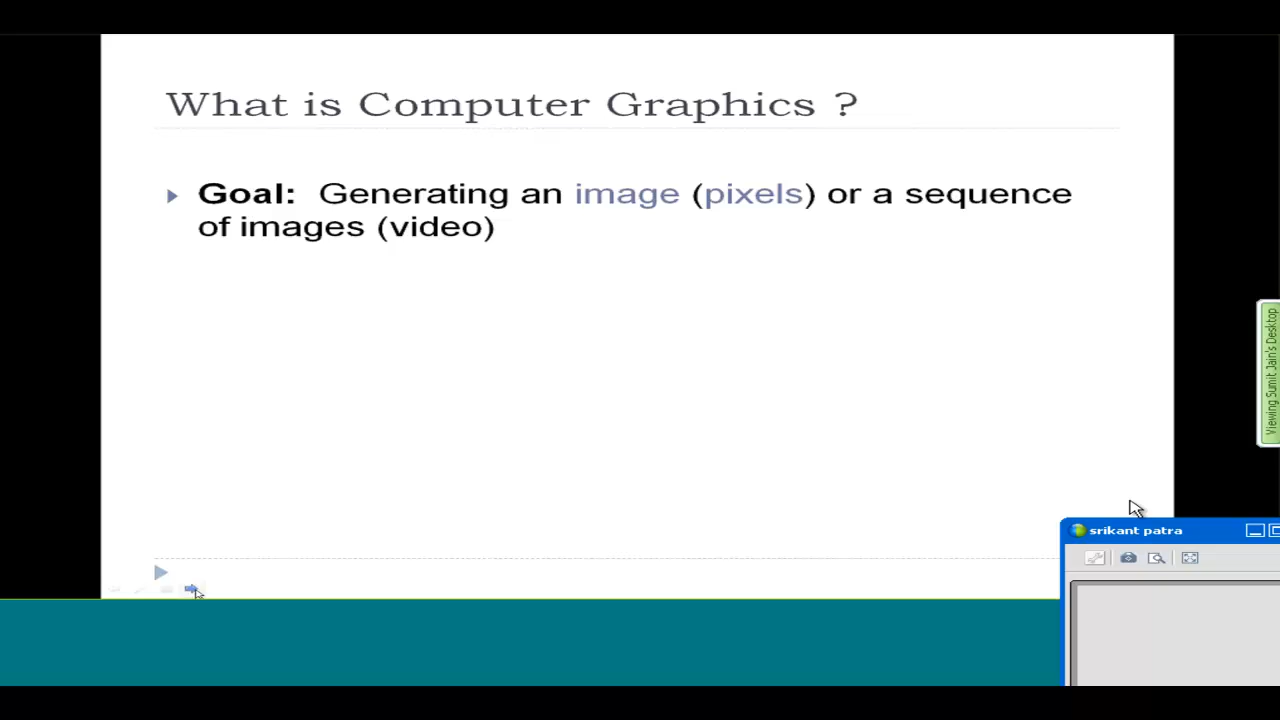 What is Computer Graphics ?
Goal: Generating an image (pixels) or a sequence
of images (video)
Viewing Sumit Jain's Desktop
srikant patra